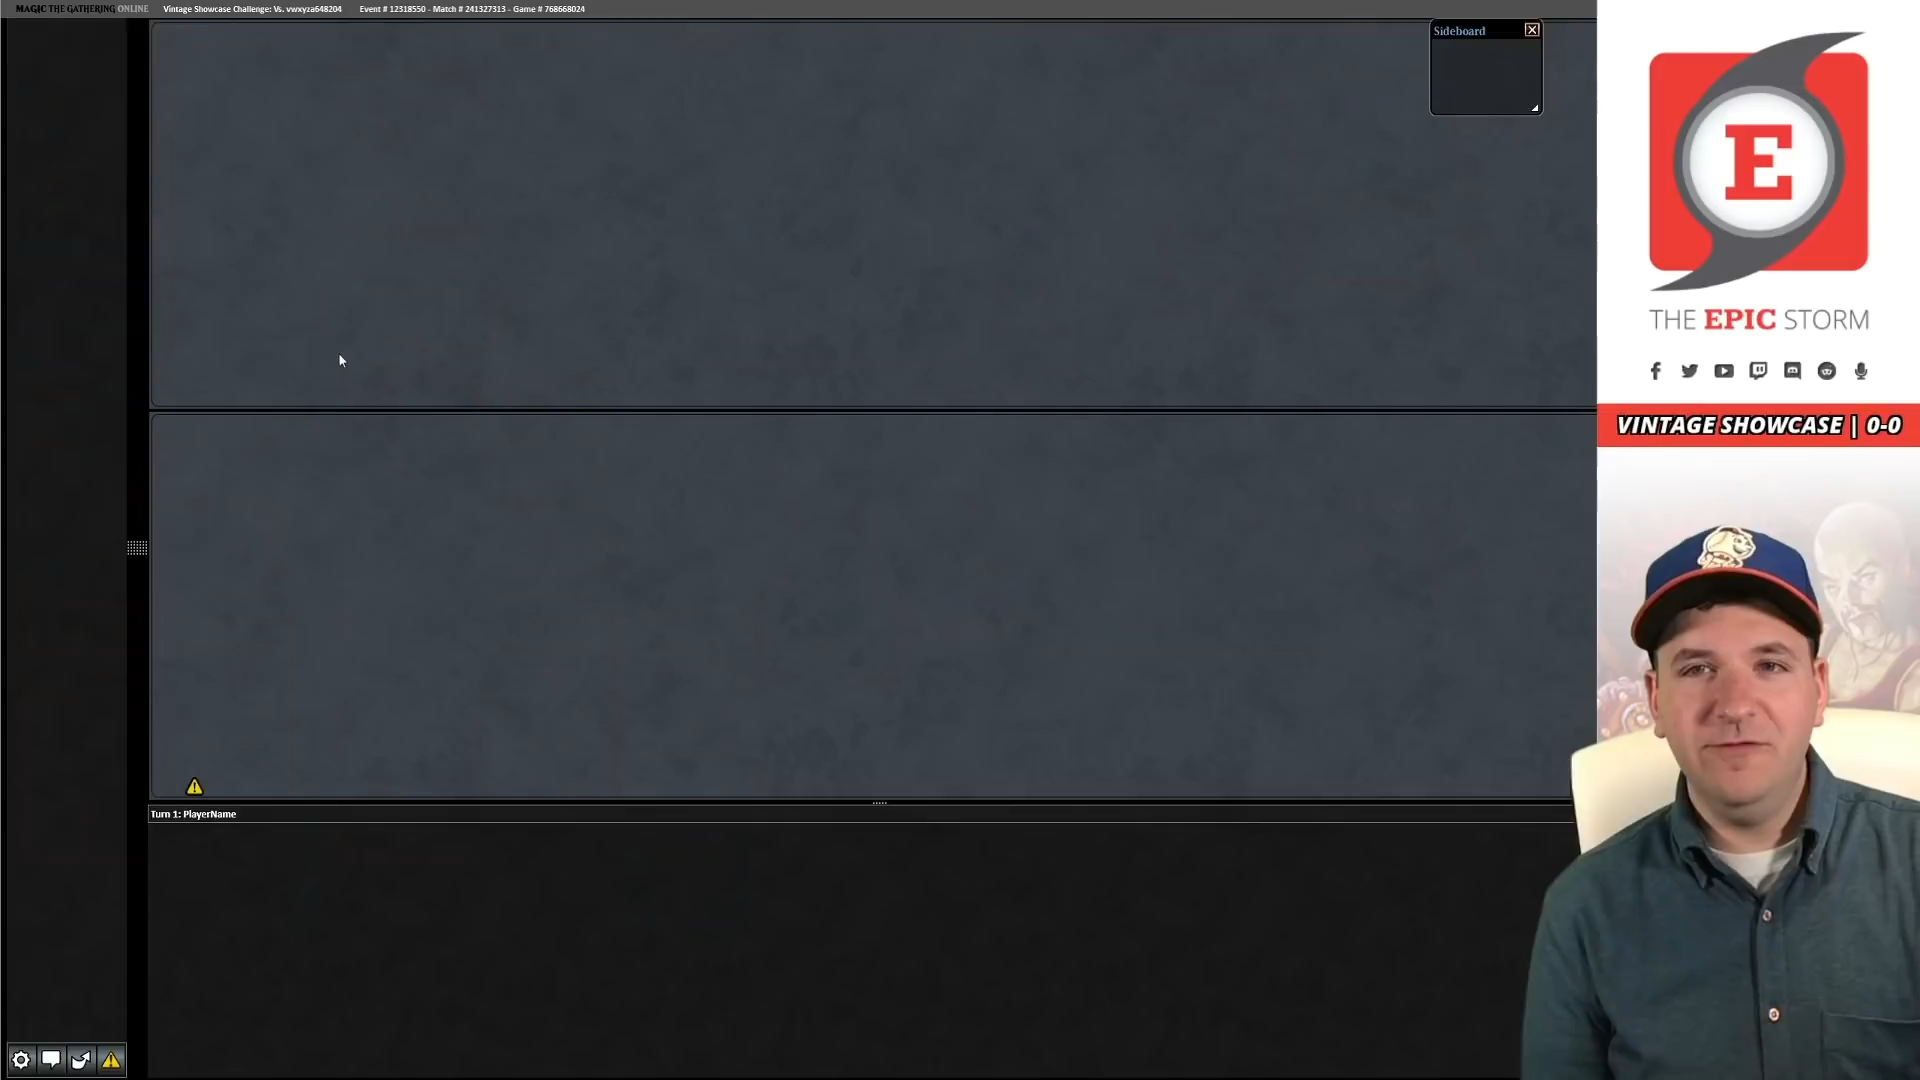 MAGIC THE GATHERING ONLINE Vintage Showcase Challenge: Vs. vwxyza648204 Event # 12318550 - Match # 241327313 - Game # 768668024
Sideboard
E
THE EPIC STORM
VINTAGE SHOWCASE | 0-0
Turn 1: PlayerName